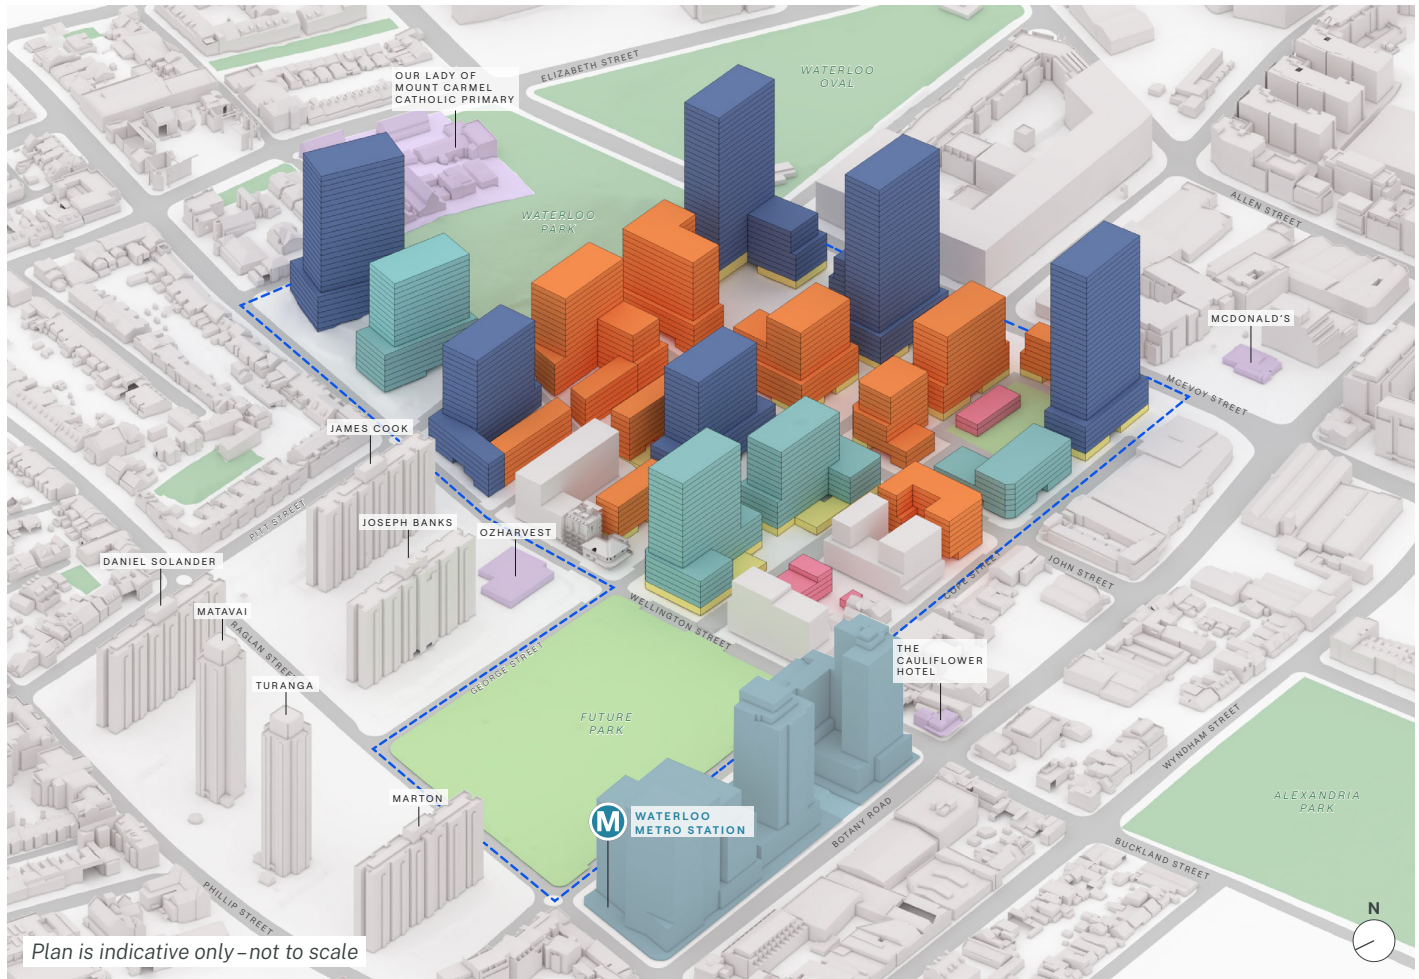 ELIZABETH STREET
WATERLOO
OVAL
OUR LADY OF
MOUNT CARMEL
CATHOLIC PRIMARY
WATERLOO
PARK
ALLEN STREET
MCDONALD'S
MCEVOY STREET
JAMES COOK
PITT STREET
JOSEPH BANKS
OZHARVEST
DANIEL SOLANDER
MATAVAI
RAGLAN STREET
TURANGA
WELLINGTON STREET
GEORGE STREET
COPE STREET
JOHN STREET
THE
CAULIFLOWER
HOTEL
FUTURE
PARK
WYNDHAM STREET
MARTON
M
WATERLOO
METRO STATION
BOTANY ROAD
ALEXANDRIA
PARK
BUCKLAND STREET
PHILLIP STREET
N
Plan is indicative only – not to scale